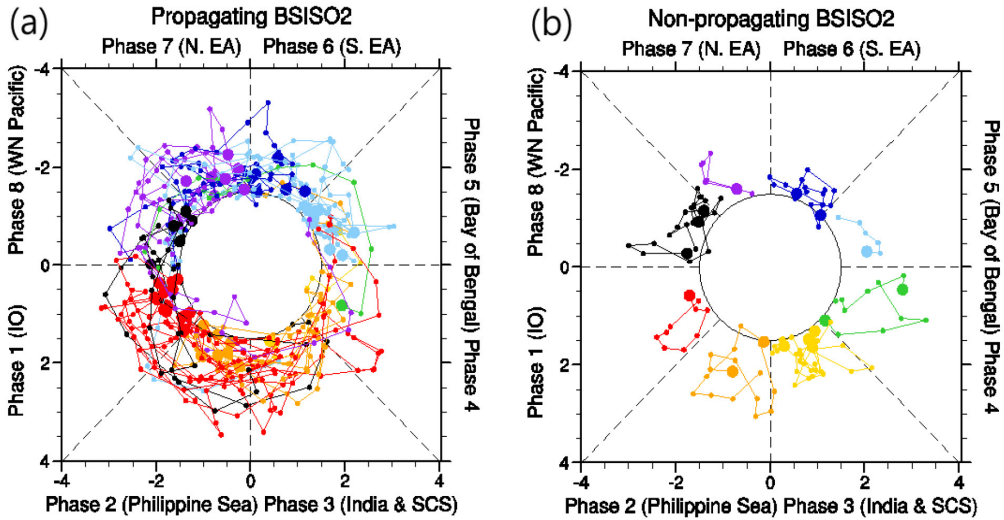 (a)
Propagating BSISO2
Phase 7 (N. EA) Phase 6 (S. EA)
-4
-2
0
2
4
-4 -2 0 2 4
Phase 8 (WN Pacific)
Phase 1 (IO)
Phase 5 (Bay of Bengal) Phase 4
Phase 2 (Philippine Sea) Phase 3 (India & SCS)
(b)
Non-propagating BSISO2
Phase 7 (N. EA) Phase 6 (S. EA)
-4
-2
0
2
4
-4 -2 0 2 4
Phase 8 (WN Pacific)
Phase 1 (IO)
Phase 5 (Bay of Bengal) Phase 4
Phase 2 (Philippine Sea) Phase 3 (India & SCS)